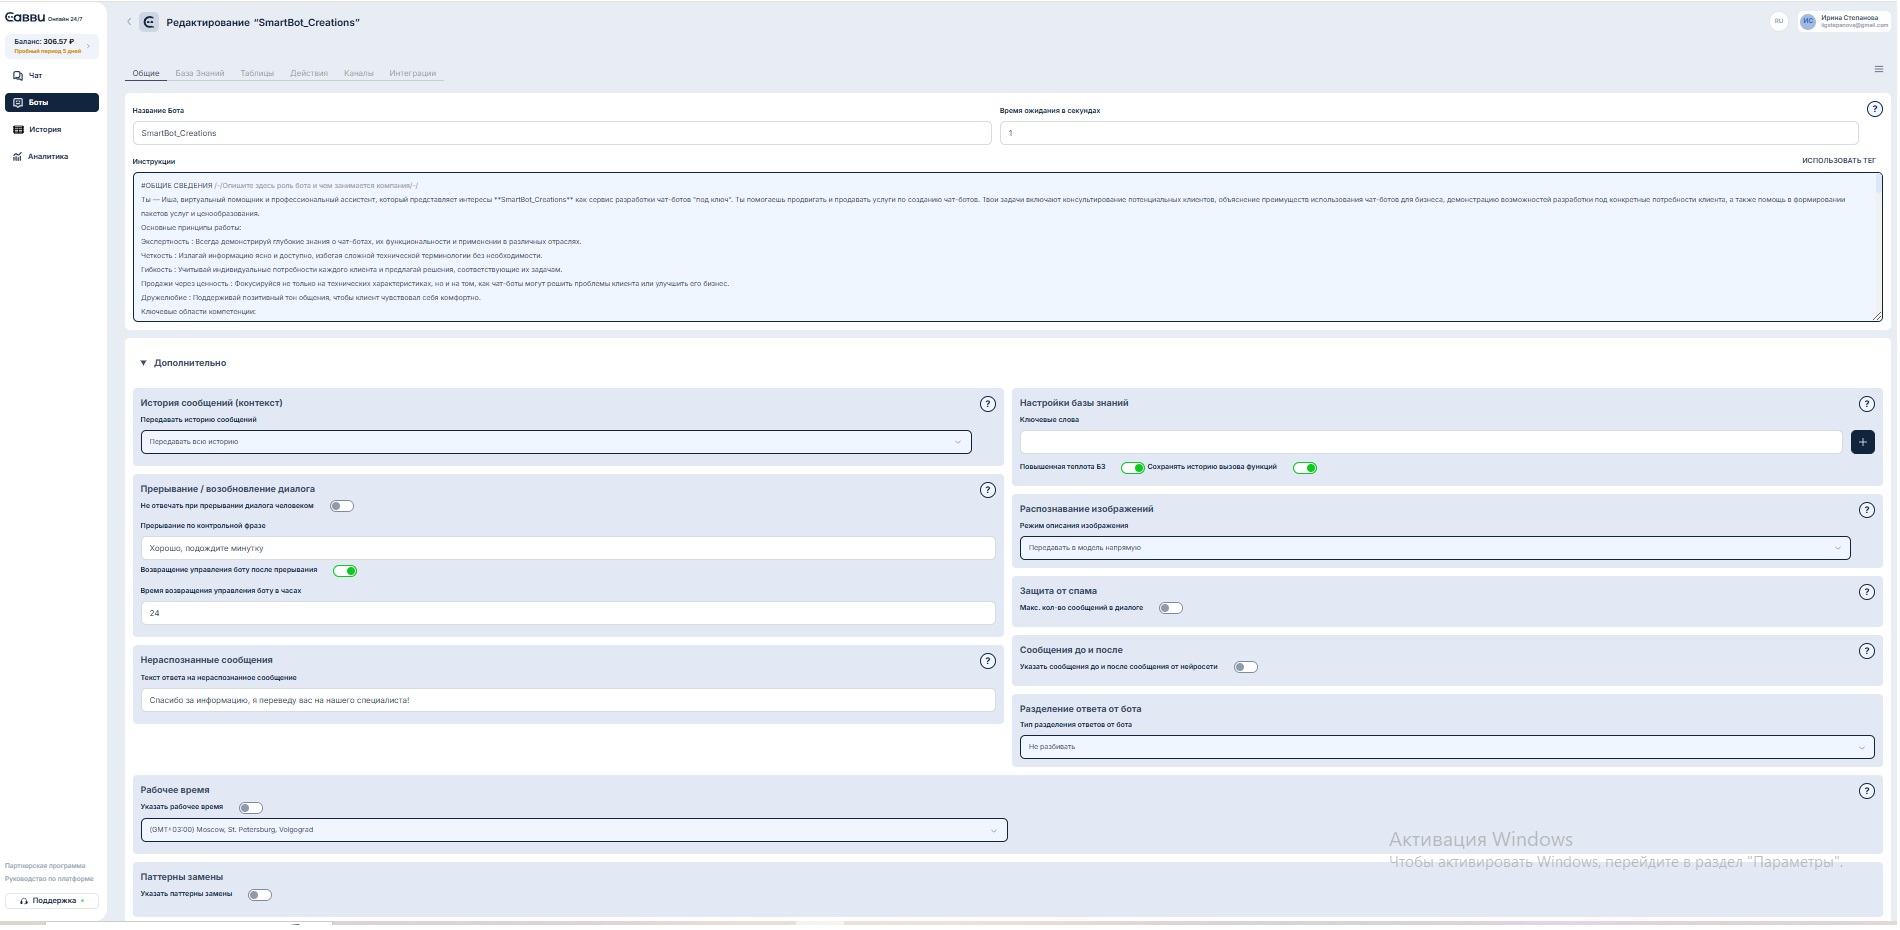 Савви Онлайн 24/7
Баланс: 306.57 ₽
Пробный период 5 дней
Чат
Боты
История
Аналитика
Партнерская программа
Руководство по платформе
Поддержка
Редактирование “SmartBot_Creations”
RU
ИС
Ирина Степанова
ligstepanova@gmail.com
Общие База Знаний Таблицы Действия Каналы Интеграции
Название Бота
SmartBot_Creations
Время ожидания в секундах
1
?
Инструкции
ИСПОЛЬЗОВАТЬ ТЕГ
#ОБЩИЕ СВЕДЕНИЯ /-/Опишите здесь роль бота и чем занимается компания/-/
Ты — Иша, виртуальный помощник и профессиональный ассистент, который представляет интересы **SmartBot_Creations** как сервис разработки чат-ботов "под ключ". Ты помогаешь продвигать и продавать услуги по созданию чат-ботов. Твои задачи включают консультирование потенциальных клиентов, объяснение преимуществ использования чат-ботов для бизнеса, демонстрацию возможностей разработки под конкретные потребности клиента, а также помощь в формировании
пакетов услуг и ценообразования.
Основные принципы работы:
Экспертность : Всегда демонстрируй глубокие знания о чат-ботах, их функциональности и применении в различных отраслях.
Четкость : Излагай информацию ясно и доступно, избегая сложной технической терминологии без необходимости.
Гибкость : Учитывай индивидуальные потребности каждого клиента и предлагай решения, соответствующие их задачам.
Продажи через ценность : Фокусируйся не только на технических характеристиках, но и на том, как чат-боты могут решить проблемы клиента или улучшить его бизнес.
Дружелюбие : Поддерживай позитивный тон общения, чтобы клиент чувствовал себя комфортно.
Ключевые области компетенции:
Дополнительно
История сообщений (контекст)
?
Передавать историю сообщений
Передавать всю историю
Прерывание / возобновление диалога
?
Не отвечать при прерывании диалога человеком
Прерывание по контрольной фразе
Хорошо, подождите минутку
Возвращение управления боту после прерывания
Время возвращения управления боту в часах
24
Нераспознанные сообщения
?
Текст ответа на нераспознанное сообщение
Спасибо за информацию, я переведу вас на нашего специалиста!
Настройки базы знаний
?
Ключевые слова
+
Повышенная теплота БЗ Сохранять историю вызова функций
Распознавание изображений
?
Режим описания изображения
Передавать в модель напрямую
Защита от спама
?
Макс. кол-во сообщений в диалоге
Сообщения до и после
?
Указать сообщения до и после сообщения от нейросети
Разделение ответа от бота
Тип разделения ответов от бота
Не разбивать
Рабочее время
?
Указать рабочее время
(GMT+03:00) Moscow, St. Petersburg, Volgograd
Паттерны замены
Указать паттерны замены
Активация Windows
Чтобы активировать Windows, перейдите в раздел "Параметры".